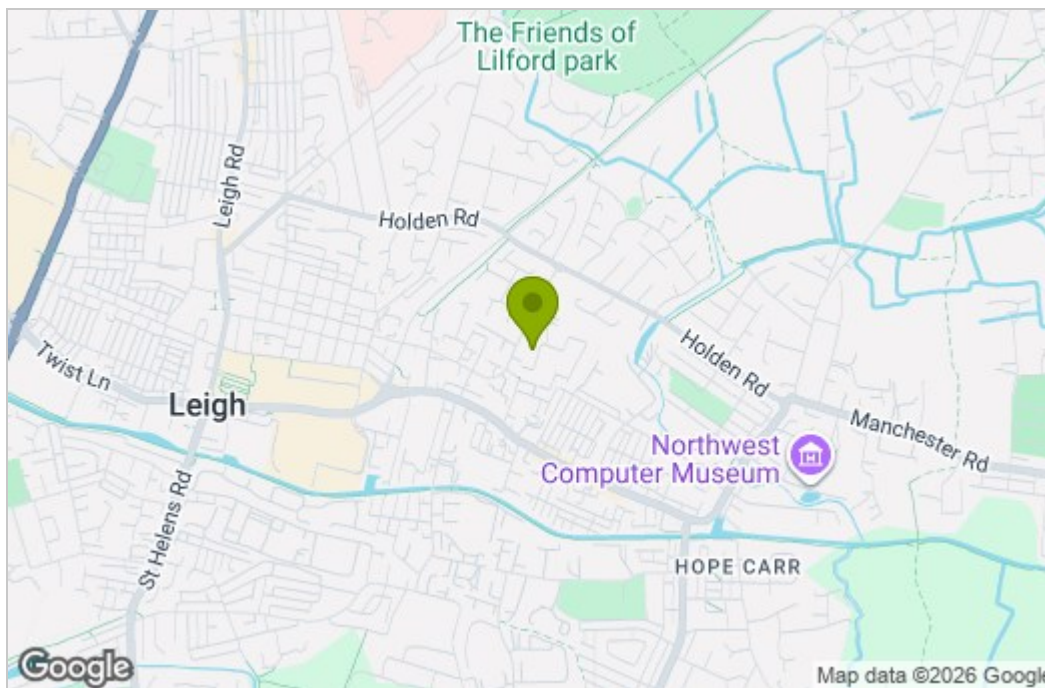 The Friends of
Lilford park
Leigh Rd
Holden Rd
Twist Ln
Leigh
Holden Rd
Manchester Rd
Northwest
Computer Museum
St Helens Rd
HOPE CARR
Google
Map data ©2026 Google